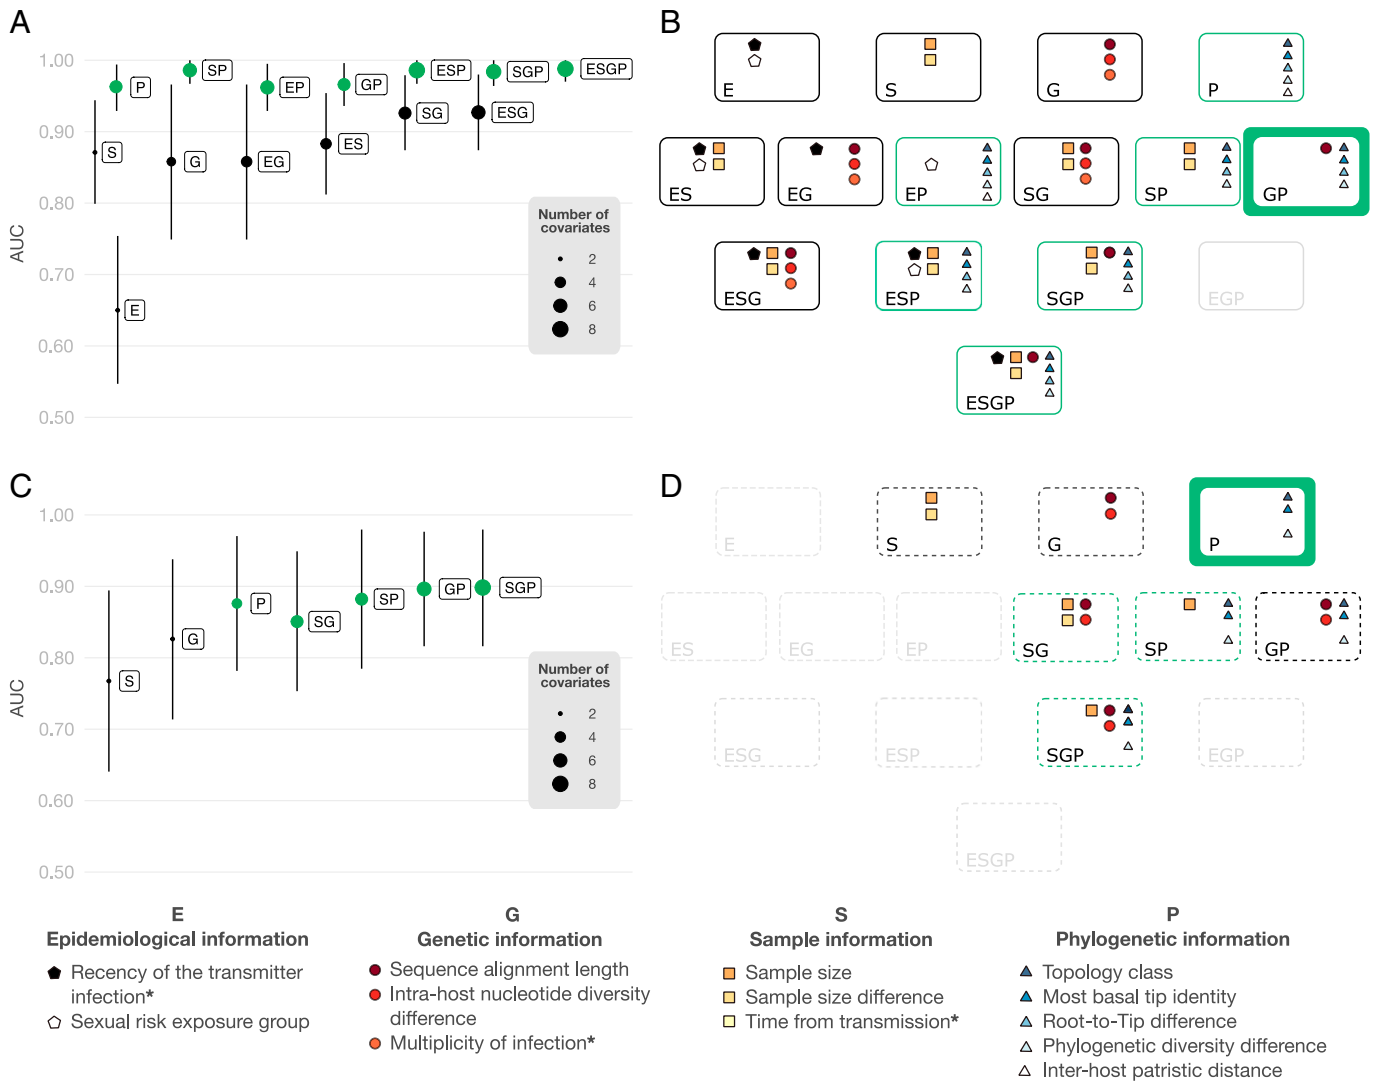 A
1.00
0.90
0.80
0.70
0.60
0.50
AUC
P
SP
EP
GP
ESP
SGP
ESGP
S
G
EG
ES
SG
ESG
E
Number of
covariates
2
4
6
8
B
E
S
G
P
ES
EG
EP
SG
SP
GP
ESG
ESP
SGP
EGP
ESGP
C
1.00
0.90
0.80
0.70
0.60
0.50
AUC
S
G
P
SG
SP
GP
SGP
Number of
covariates
2
4
6
8
D
E
S
G
P
ES
EG
EP
SG
SP
GP
ESG
ESP
SGP
EGP
ESGP
E
Epidemiological information
Recency of the transmitter
infection*
Sexual risk exposure group
G
Genetic information
Sequence alignment length
Intra-host nucleotide diversity
difference
Multiplicity of infection*
S
Sample information
Sample size
Sample size difference
Time from transmission*
P
Phylogenetic information
Topology class
Most basal tip identity
Root-to-Tip difference
Phylogenetic diversity difference
Inter-host patristic distance